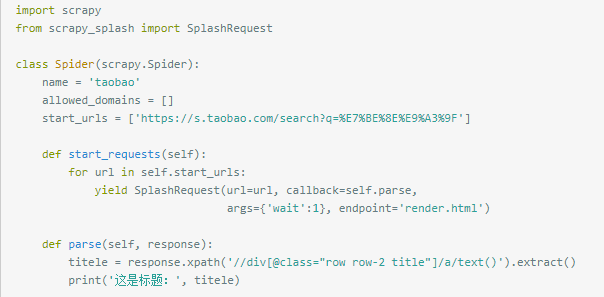 import scrapy
from scrapy_splash import SplashRequest

class Spider(scrapy.Spider):
    name = 'taobao'
    allowed_domains = []
    start_urls = ['https://s.taobao.com/search?q=%E7%BE%8E%E9%A3%9F']

    def start_requests(self):
        for url in self.start_urls:
            yield SplashRequest(url=url, callback=self.parse,
                                args={'wait':1}, endpoint='render.html')

    def parse(self, response):
        titele = response.xpath('//div[@class="row row-2 title"]/a/text()').extract()
        print('这是标题：', titele)